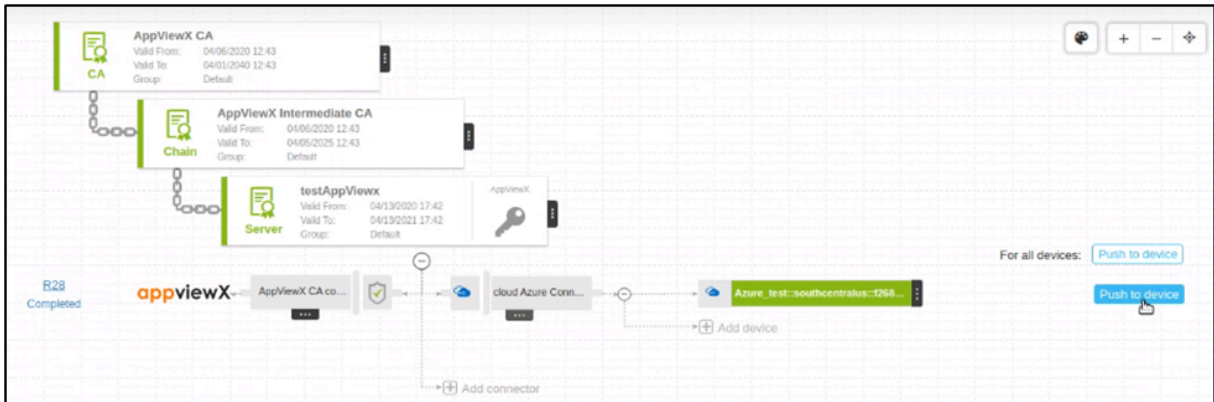 AppViewX CA
Valid From: 04/06/2020 12:43
Valid To: 04/01/2040 12:43
Group: Default
CA
AppViewX Intermediate CA
Valid From: 04/06/2020 12:43
Valid To: 04/05/2025 12:43
Group: Default
Chain
testAppViewx
Valid From: 04/13/2020 17:42
Valid To: 04/13/2021 17:42
Group: Default
Server
AppViewX
For all devices: Push to device
R28
Completed
appviewX
AppViewX CA co...
cloud Azure Conn...
Azure_test::southcentralus::f268...
Push to device
Add device
Add connector